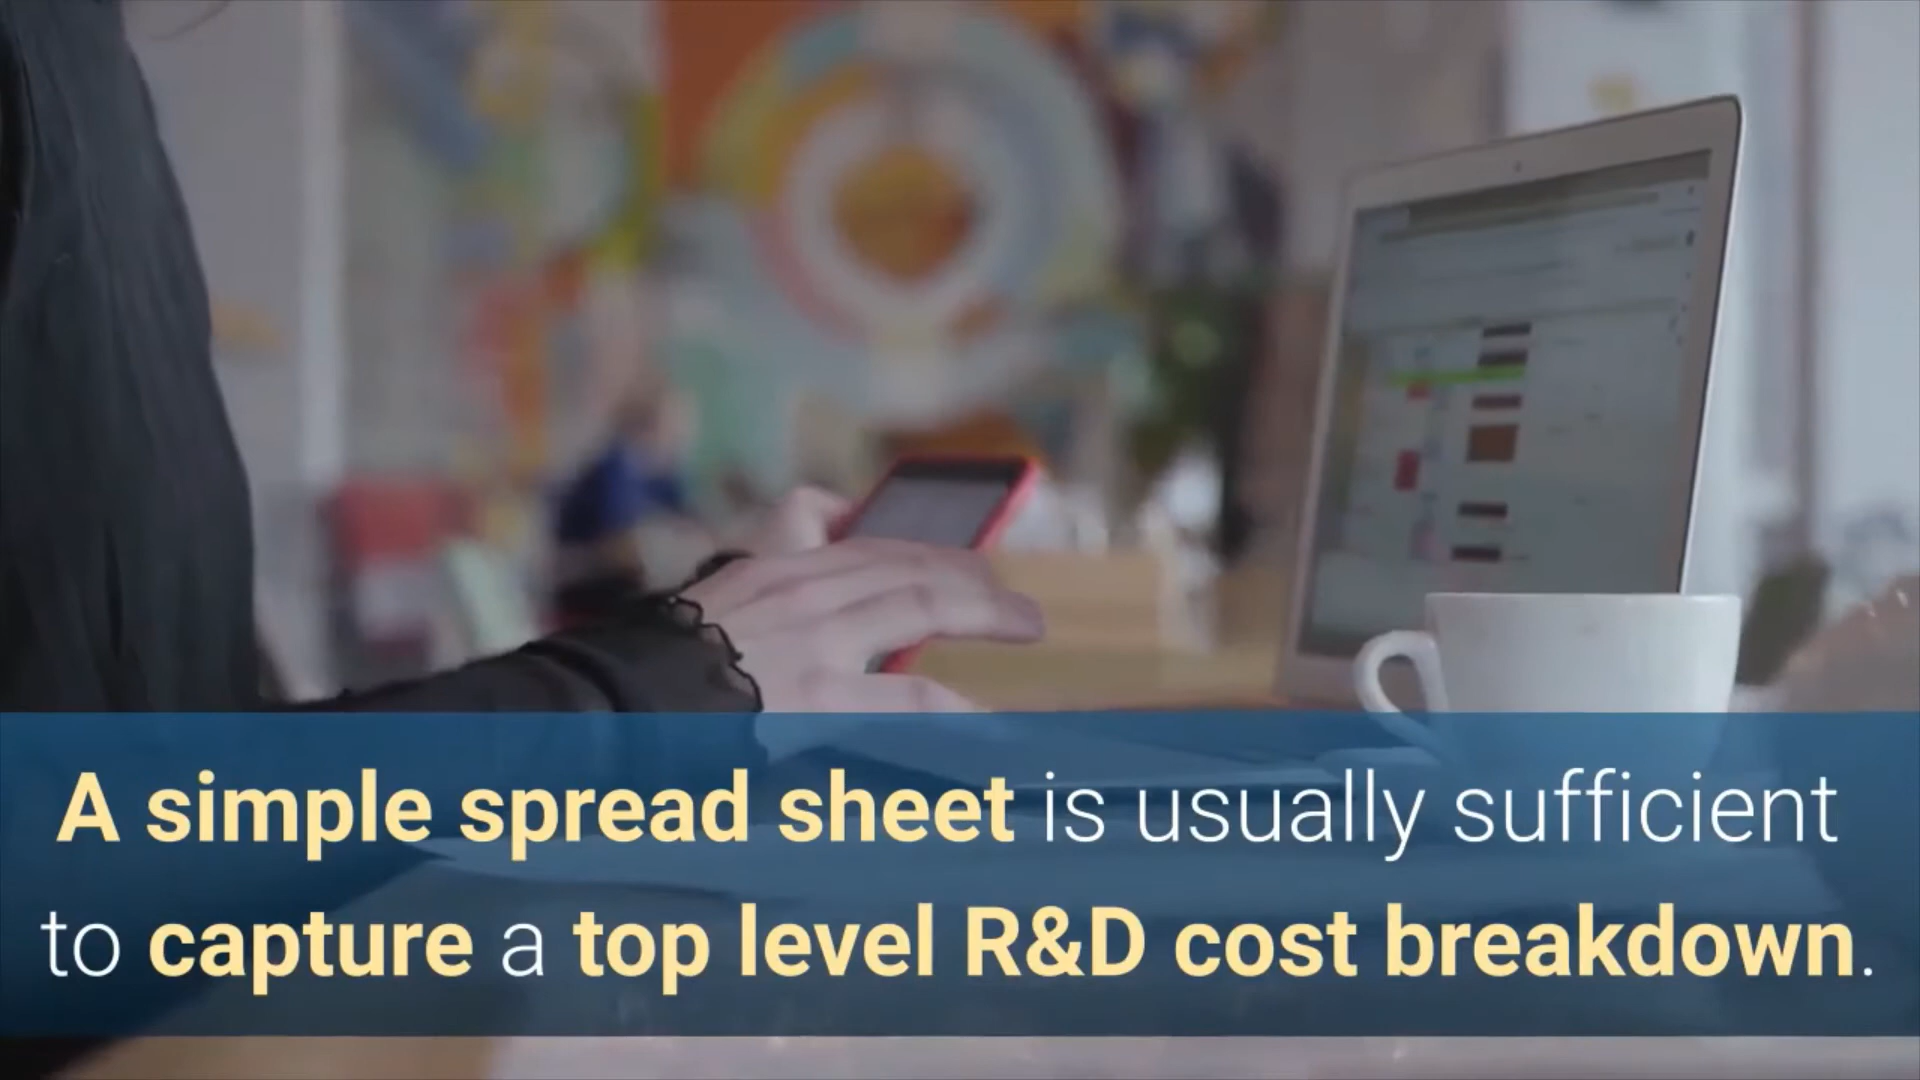 A simple spread sheet is usually sufficient
to capture a top level R&D cost breakdown.